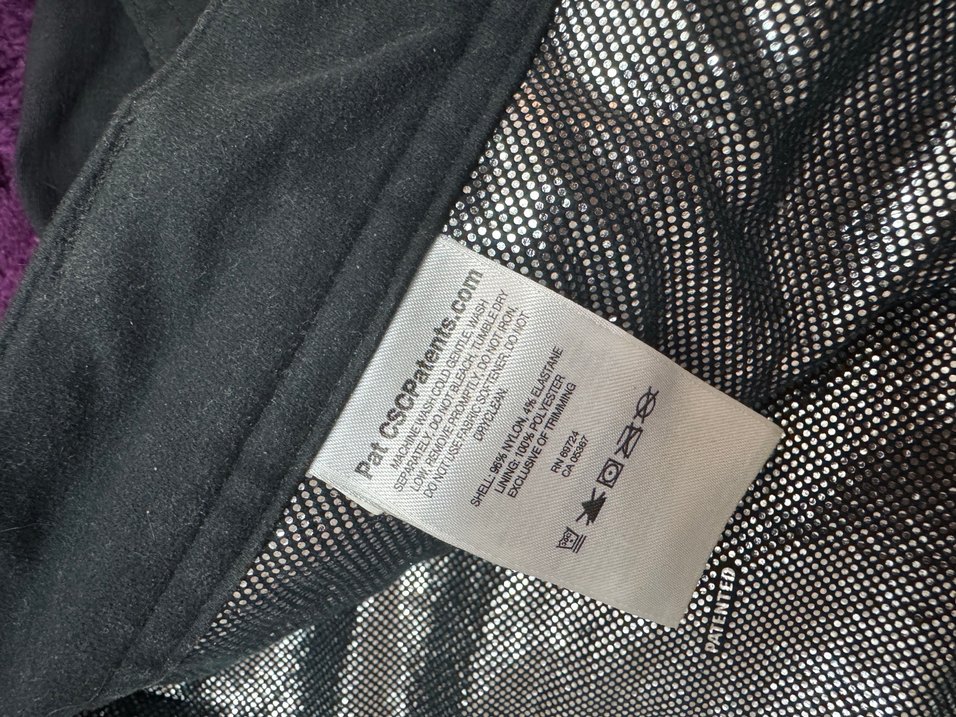 Pat CSCPatents.com
MACHINE WASH COLD GENTLE. WASH
SEPARATELY. DO NOT BLEACH. TUMBLE DRY
LOW. REMOVE PROMPTLY. DO NOT IRON.
DO NOT USE FABRIC SOFTENER. DO NOT
DRYCLEAN.
SHELL: 96% NYLON, 4% ELASTANE
LINING: 100% POLYESTER
EXCLUSIVE OF TRIMMING
RN 69724
CA 05367
PATENTED